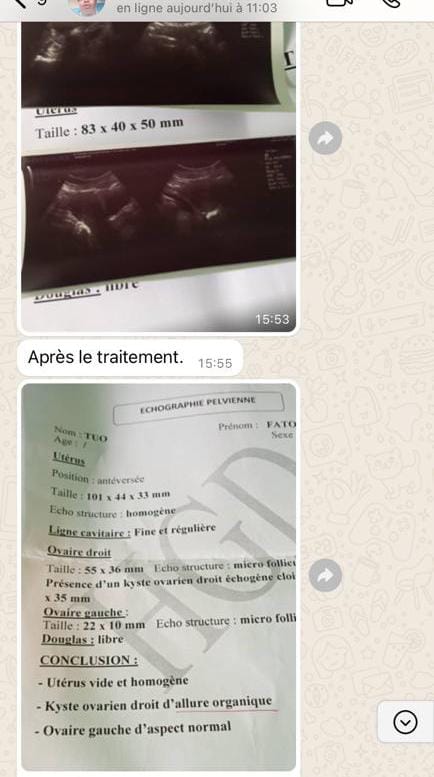 en ligne aujourd'hui à 11:03
Utérus
Taille : 83 x 40 x 50 mm
Douglas : libre
15:53
Après le traitement. 15:55
ECHOGRAPHIE PELVIENNE
Nom : TUO Prénom : FATO
Age : / Sexe
Utérus
Position : antéversée
Taille : 101 x 44 x 33 mm
Echo structure : homogène
Ligne cavitaire : Fine et régulière
Ovaire droit
Taille : 55 x 36 mm Echo structure : micro follicu
Présence d'un kyste ovarien droit échogène cloi
x 35 mm
Ovaire gauche :
Taille : 22 x 10 mm Echo structure : micro folli
Douglas : libre
CONCLUSION :
- Utérus vide et homogène
- Kyste ovarien droit d'allure organique
- Ovaire gauche d'aspect normal
HGD